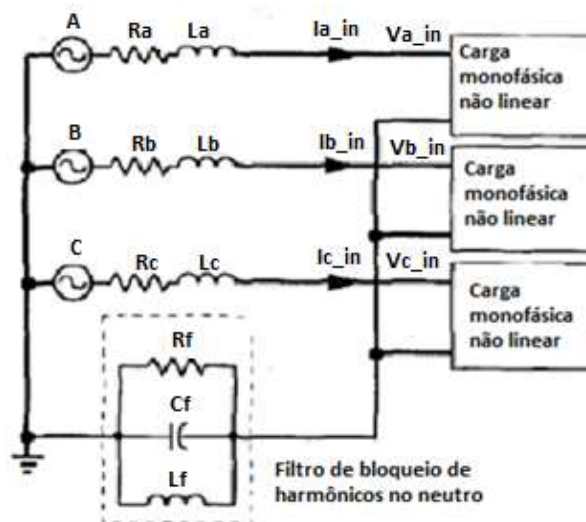 A
Ra
La
Ia_in
Va_in
Carga
monofásica
não linear
B
Rb
Lb
Ib_in
Vb_in
Carga
monofásica
não linear
C
Rc
Lc
Ic_in
Vc_in
Carga
monofásica
não linear
Rf
Cf
Lf
Filtro de bloqueio de
harmônicos no neutro